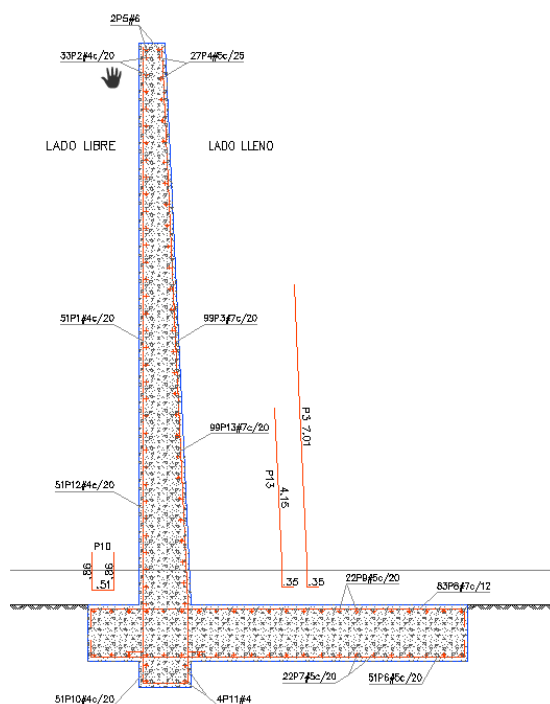 2P5#6
33P2#4c/20
27P4#5c/25
LADO LIBRE
LADO LLENO
51P1#4c/20
99P3#7c/20
P3 7,01
99P13#7c/20
P13
4,15
51P12#4c/20
P10
,86
,86
,51
,35
,35
22P9#5c/20
83P8#7c/12
22P7#5c/20
51P6#5c/20
51P10#4c/20
4P11#4